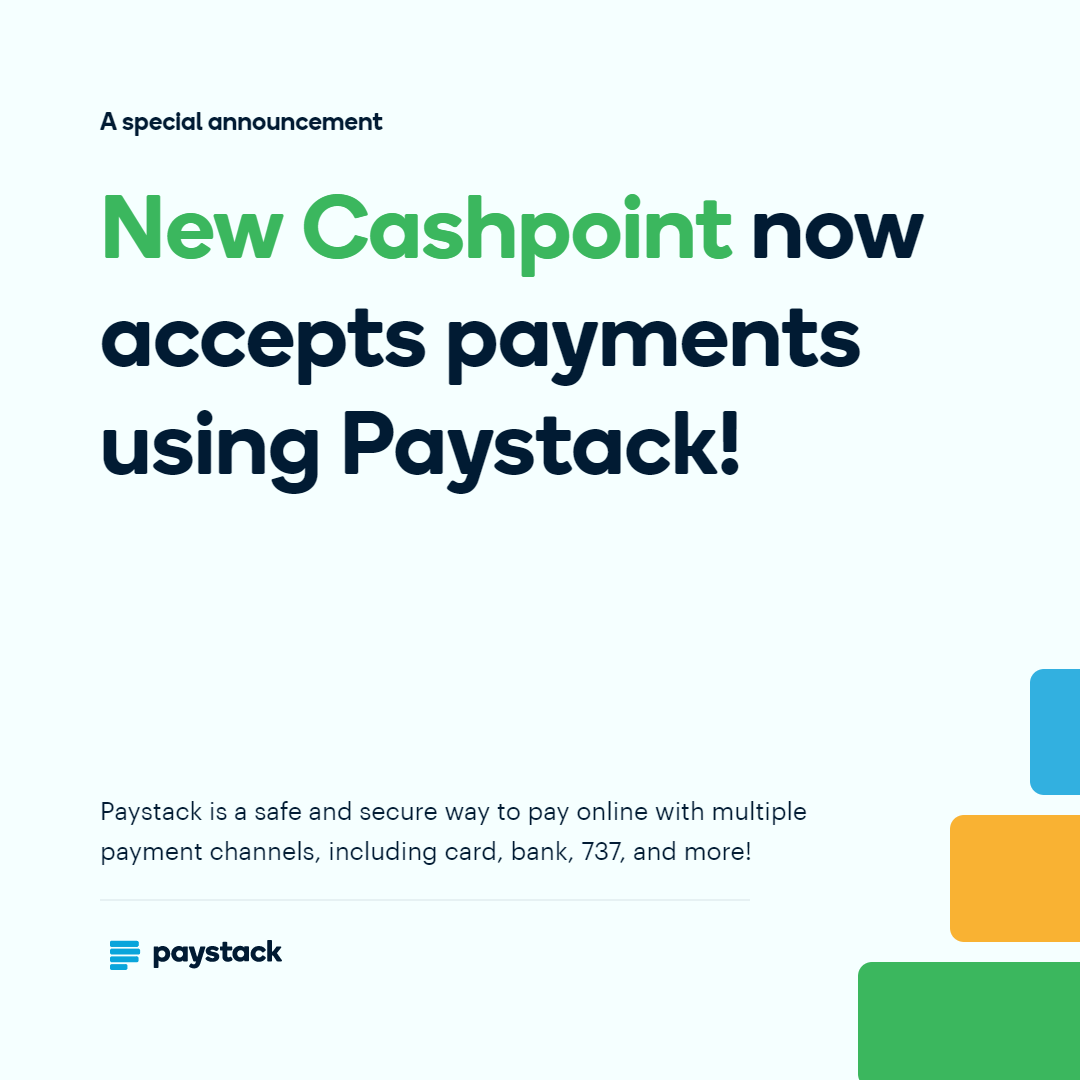 A special announcement
New Cashpoint now
accepts payments
using Paystack!
Paystack is a safe and secure way to pay online with multiple
payment channels, including card, bank, 737, and more!
paystack